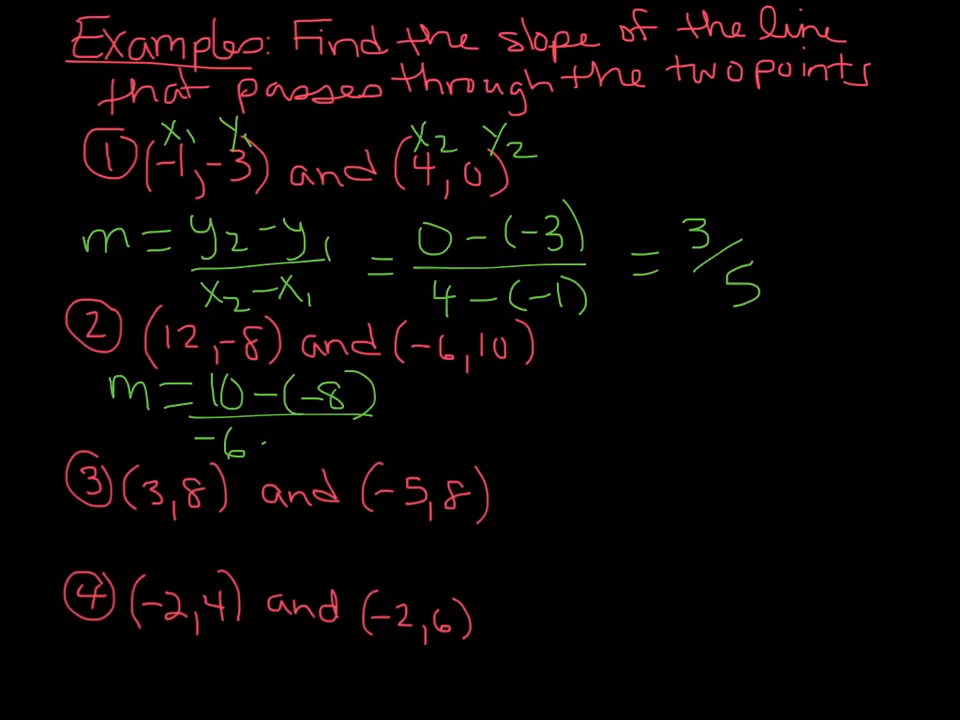 Examples: Find the slope of the line
that passes through the two points
x₁ y₁ x₂ y₂
① (-1,-3) and (4,0)
m = y₂-y₁ / x₂-x₁ = 0-(-3) / 4-(-1) = 3/5
② (12,-8) and (-6,10)
m = 10-(-8) / -6
③ (3,8) and (-5,8)
④ (-2,4) and (-2,6)